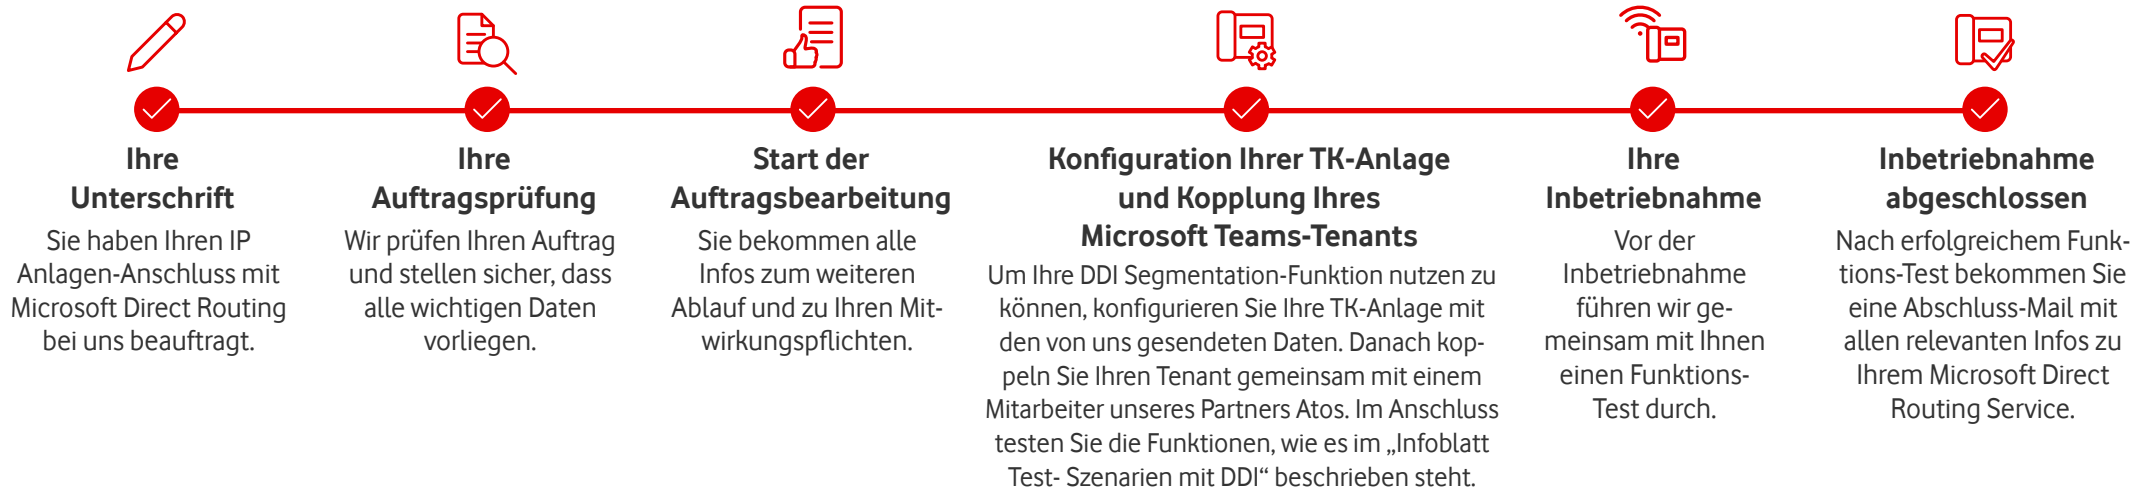 Ihre
Unterschrift
Sie haben Ihren IP
Anlagen-Anschluss mit
Microsoft Direct Routing
bei uns beauftragt.
Ihre
Auftragsprüfung
Wir prüfen Ihren Auftrag
und stellen sicher, dass
alle wichtigen Daten
vorliegen.
Start der
Auftragsbearbeitung
Sie bekommen alle
Infos zum weiteren
Ablauf und zu Ihren Mit-
wirkungspflichten.
Konfiguration Ihrer TK-Anlage
und Kopplung Ihres
Microsoft Teams-Tenants
Um Ihre DDI Segmentation-Funktion nutzen zu
können, konfigurieren Sie Ihre TK-Anlage mit
den von uns gesendeten Daten. Danach kop-
peln Sie Ihren Tenant gemeinsam mit einem
Mitarbeiter unseres Partners Atos. Im Anschluss
testen Sie die Funktionen, wie es im „Infoblatt
Test- Szenarien mit DDI“ beschrieben steht.
Ihre
Inbetriebnahme
Vor der
Inbetriebnahme
führen wir ge-
meinsam mit Ihnen
einen Funktions-
Test durch.
Inbetriebnahme
abgeschlossen
Nach erfolgreichem Funk-
tions-Test bekommen Sie
eine Abschluss-Mail mit
allen relevanten Infos zu
Ihrem Microsoft Direct
Routing Service.